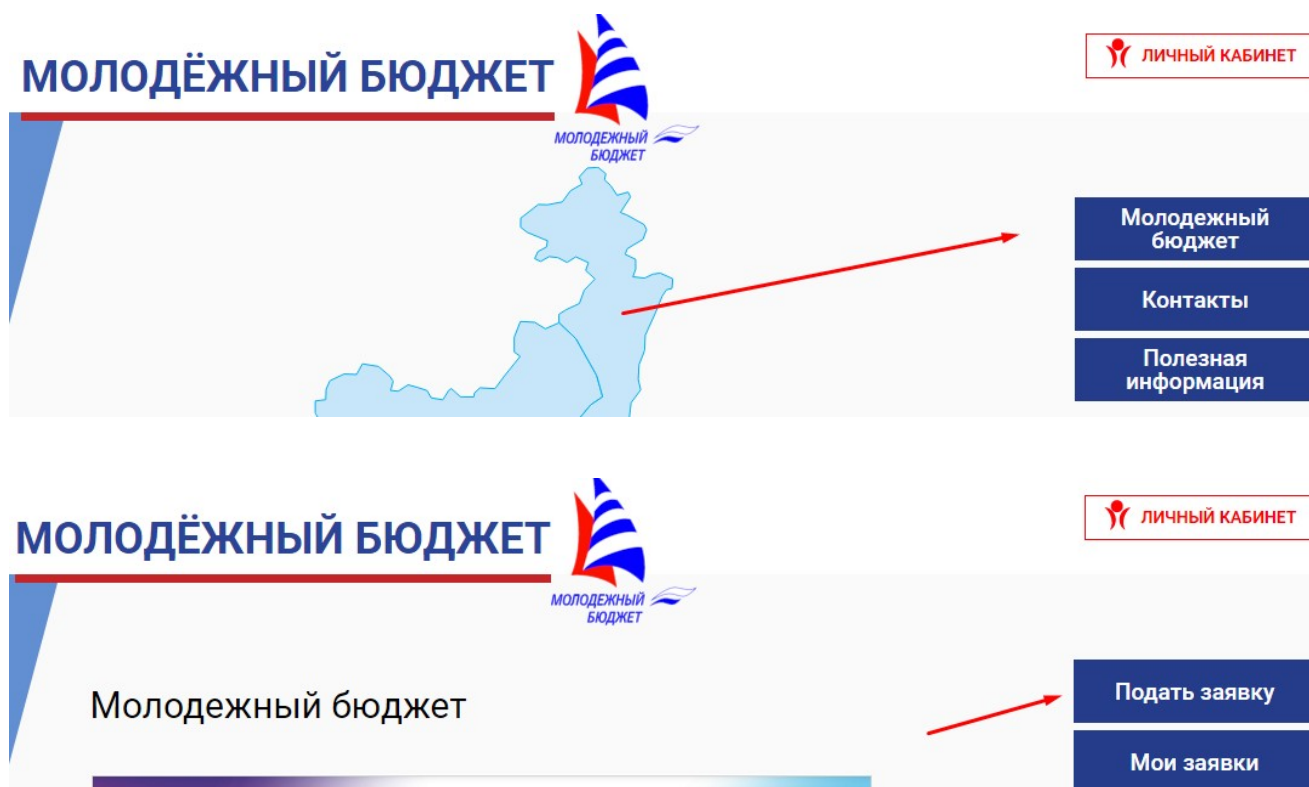 МОЛОДЁЖНЫЙ БЮДЖЕТ
МОЛОДЕЖНЫЙ
БЮДЖЕТ
ЛИЧНЫЙ КАБИНЕТ
Молодежный
бюджет
Контакты
Полезная
информация
МОЛОДЁЖНЫЙ БЮДЖЕТ
МОЛОДЕЖНЫЙ
БЮДЖЕТ
ЛИЧНЫЙ КАБИНЕТ
Молодежный бюджет
Подать заявку
Мои заявки